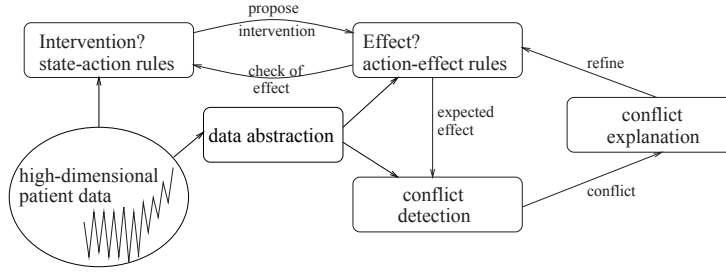 propose
intervention
Intervention?
state-action rules
Effect?
action-effect rules
check of
effect
refine
expected
effect
conflict
explanation
data abstraction
high-dimensional
patient data
conflict
detection
conflict